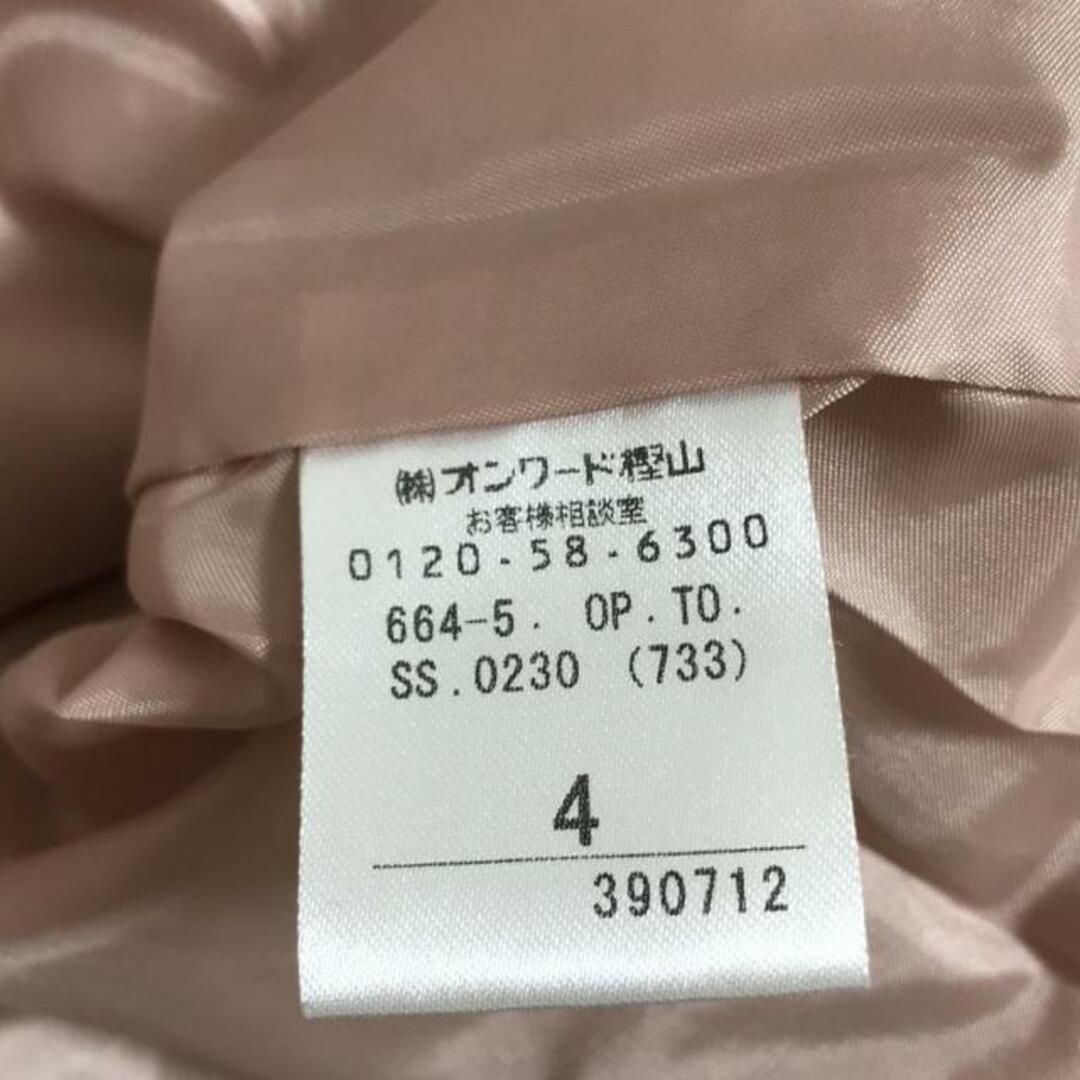 ㈱オンワード樫山
お客様相談室
0120-58-6300
664-5. OP.TO.
SS.0230 (733)
4
390712